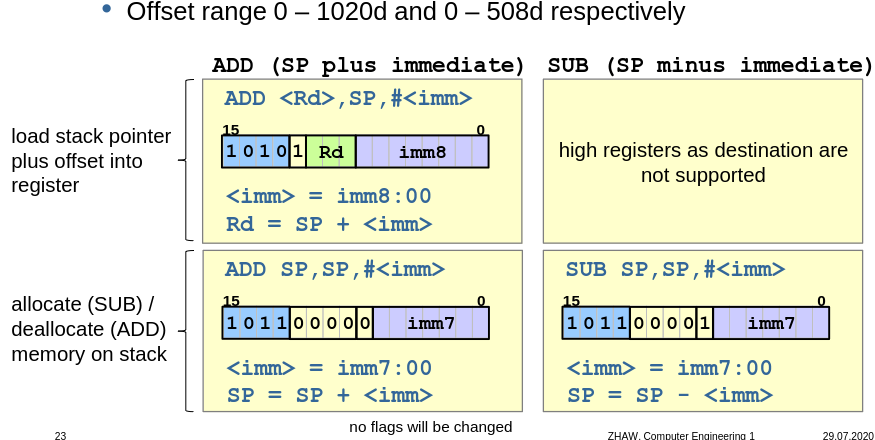 • Offset range 0 – 1020d and 0 – 508d respectively
ADD (SP plus immediate) SUB (SP minus immediate)
load stack pointer
plus offset into
register
ADD <Rd>,SP,#<imm>
15 0
1 0 1 0 1 Rd imm8
<imm> = imm8:00
Rd = SP + <imm>
high registers as destination are
not supported
allocate (SUB) /
deallocate (ADD)
memory on stack
ADD SP,SP,#<imm>
15 0
1 0 1 1 0 0 0 0 0 imm7
<imm> = imm7:00
SP = SP + <imm>
SUB SP,SP,#<imm>
15 0
1 0 1 1 0 0 0 0 1 imm7
<imm> = imm7:00
SP = SP - <imm>
no flags will be changed
23 ZHAW, Computer Engineering 1 29.07.2020